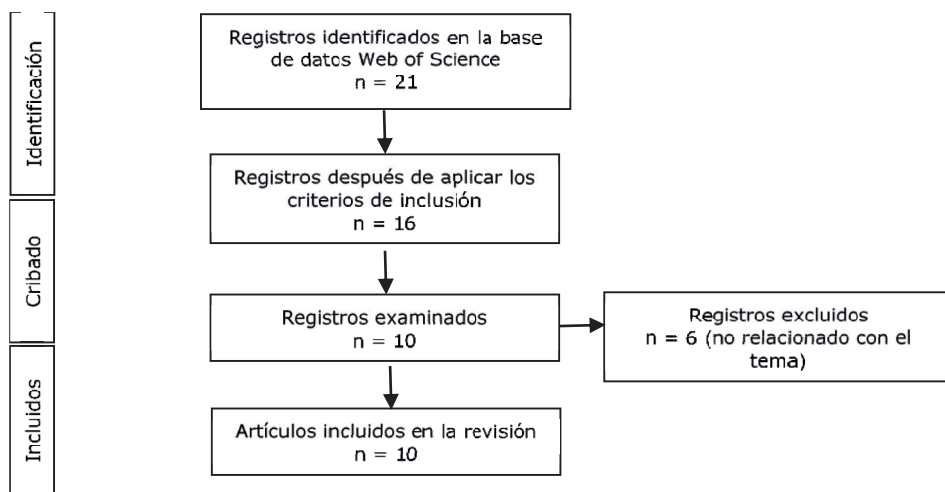 Identificación
Registros identificados en la base
de datos Web of Science
n = 21
Registros después de aplicar los
criterios de inclusión
n = 16
Cribado
Registros examinados
n = 10
Registros excluidos
n = 6 (no relacionado con el
tema)
Incluidos
Artículos incluidos en la revisión
n = 10